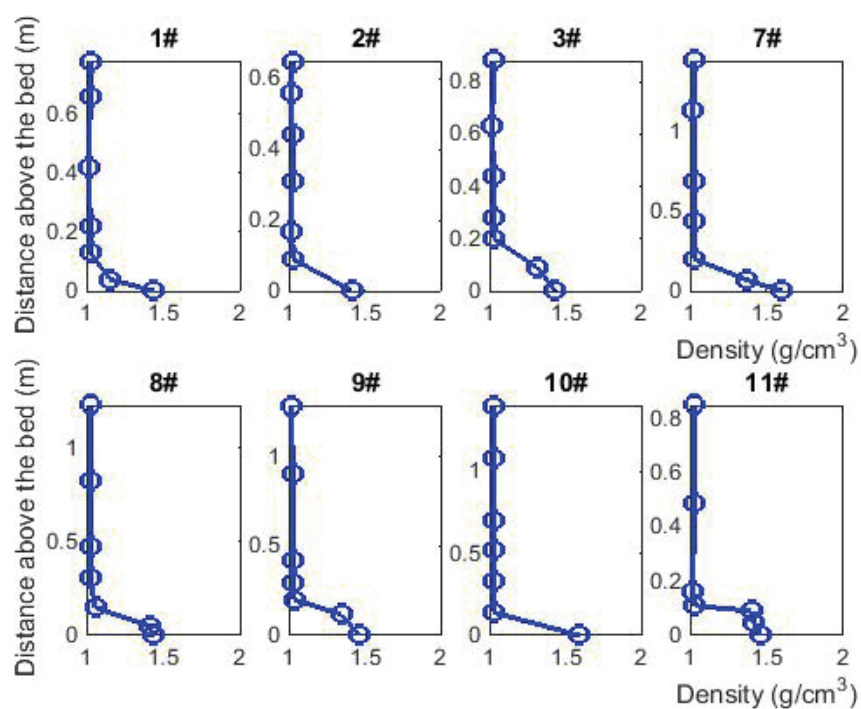 1# 2# 3# 7#
Distance above the bed (m)
0.6 0.4 0.2 0
0.6 0.4 0.2 0
0.8 0.6 0.4 0.2 0
1 0.5 0
1 1.5 2 1 1.5 2 1 1.5 2 1 1.5 2
Density (g/cm³)
8# 9# 10# 11#
Distance above the bed (m)
1 0.5 0
1 0.5 0
1 0.5 0
0.8 0.6 0.4 0.2 0
1 1.5 2 1 1.5 2 1 1.5 2 1 1.5 2
Density (g/cm³)